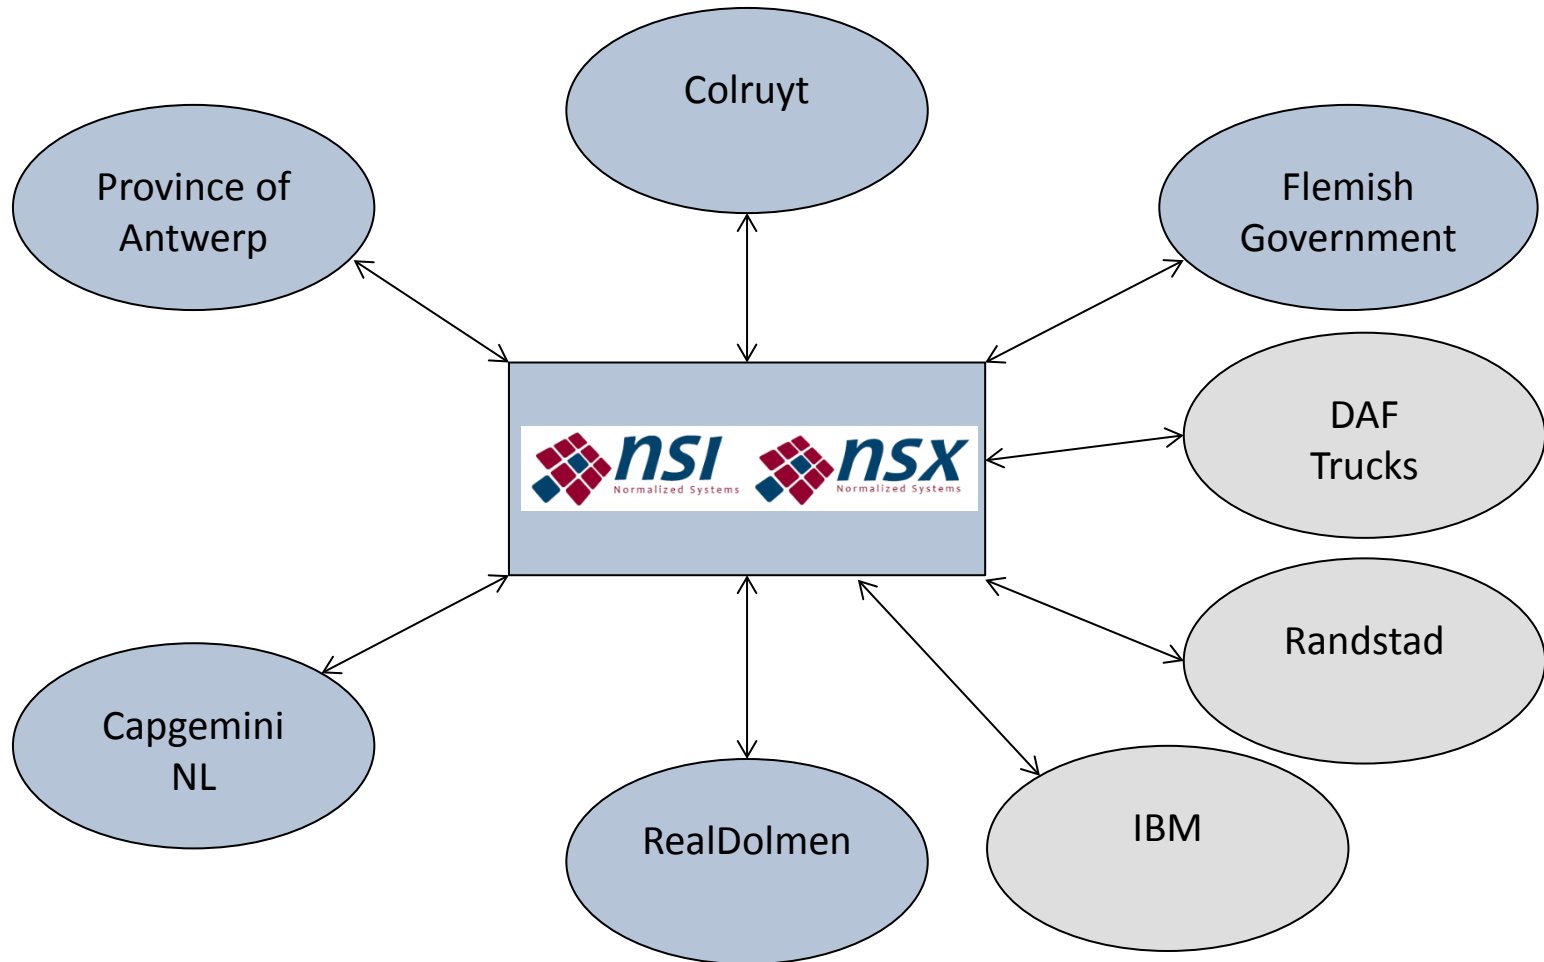 Colruyt
Province of
Antwerp
Flemish
Government
DAF
Trucks
nsi
Normalized Systems
nsx
Normalized Systems
Randstad
Capgemini
NL
RealDolmen
IBM